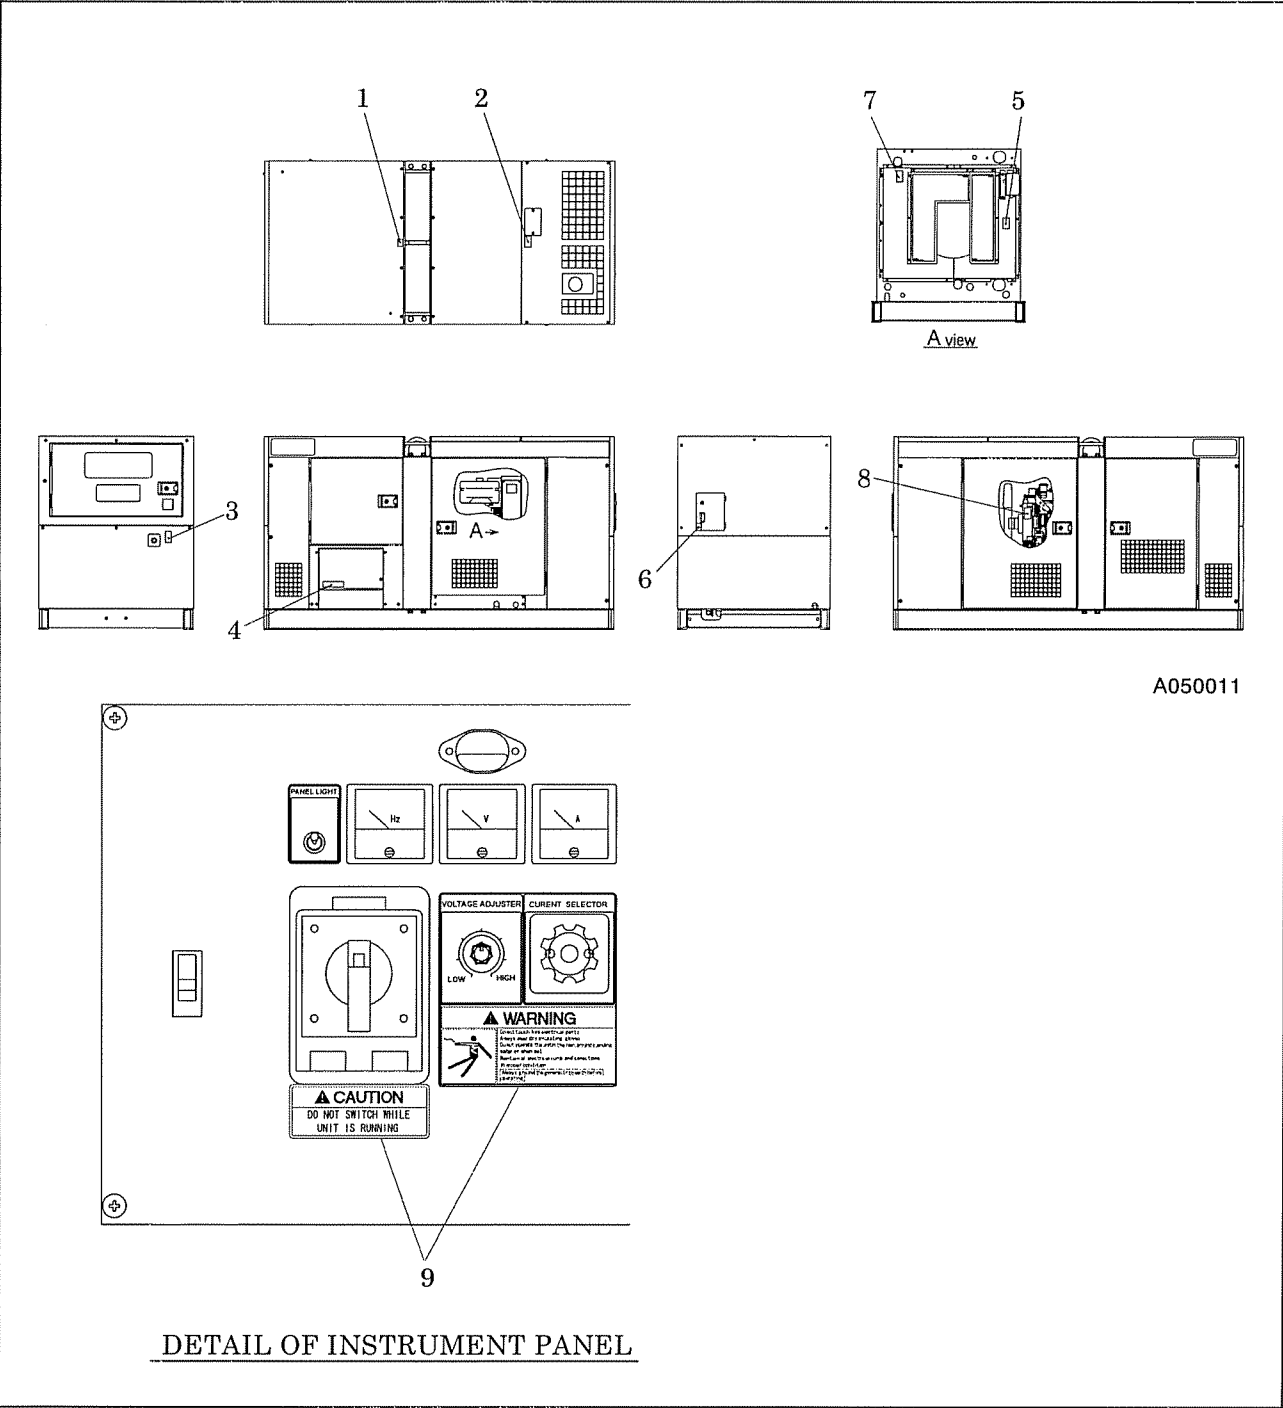 1
2
7
5
A view
3
A→
8
6
4
A050011
PANEL LIGHT
Hz
V
A
VOLTAGE ADJUSTER
CURENT SELECTOR
LOW
HIGH
⚠ WARNING
⚠ CAUTION
DO NOT SWITCH WHILE
UNIT IS RUNNING
9
DETAIL OF INSTRUMENT PANEL